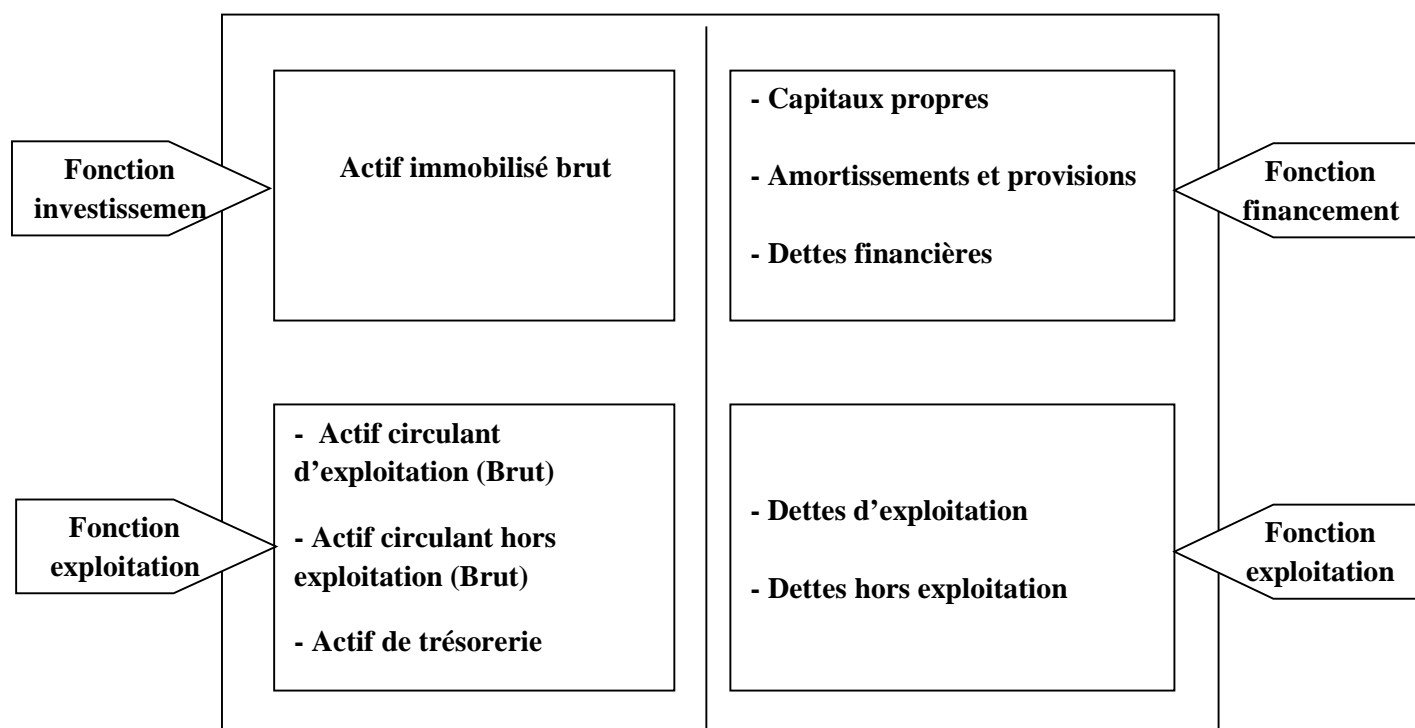 Fonction
investissemen
Actif immobilisé brut
- Capitaux propres
- Amortissements et provisions
- Dettes financières
Fonction
financement
Fonction
exploitation
- Actif circulant
d’exploitation (Brut)
- Actif circulant hors
exploitation (Brut)
- Actif de trésorerie
- Dettes d’exploitation
- Dettes hors exploitation
Fonction
exploitation